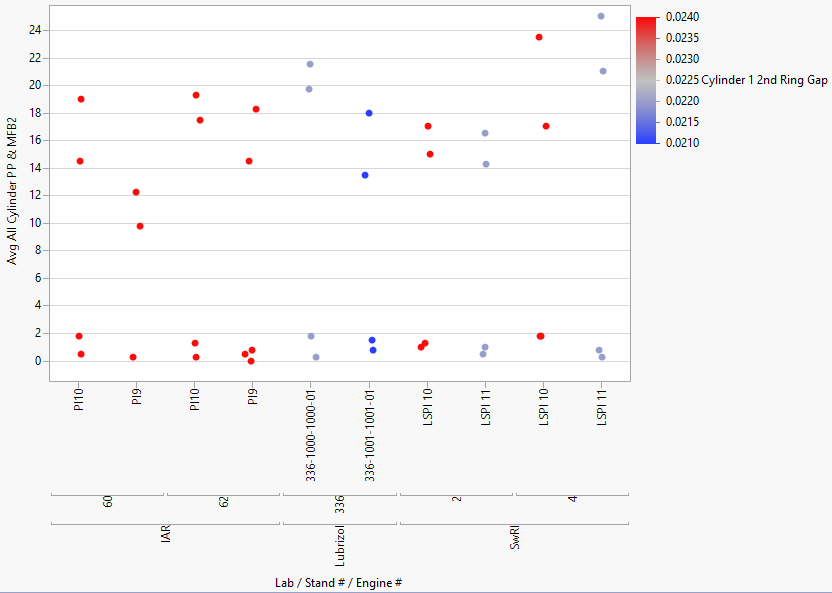 24
22
20
18
16
14
12
10
8
6
4
2
0
Avg All Cylinder PP & MFB2
0.0240
0.0235
0.0230
0.0225
0.0220
0.0215
0.0210
Cylinder 1 2nd Ring Gap
PI10
PI9
PI10
PI9
336-1000-1000-01
336-1001-1001-01
LSPI 10
LSPI 11
LSPI 10
LSPI 11
60
62
336
2
4
IAR
Lubrizol
SwRI
Lab / Stand # / Engine #